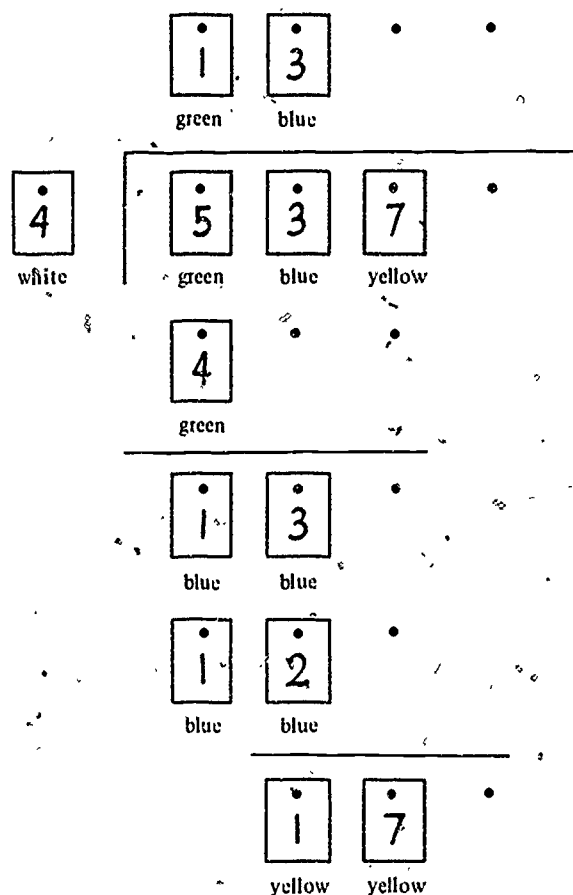 1 3
green blue
4 5 3 7
white green blue yellow
4
green
1 3
blue blue
1 2
blue blue
1 7
yellow yellow